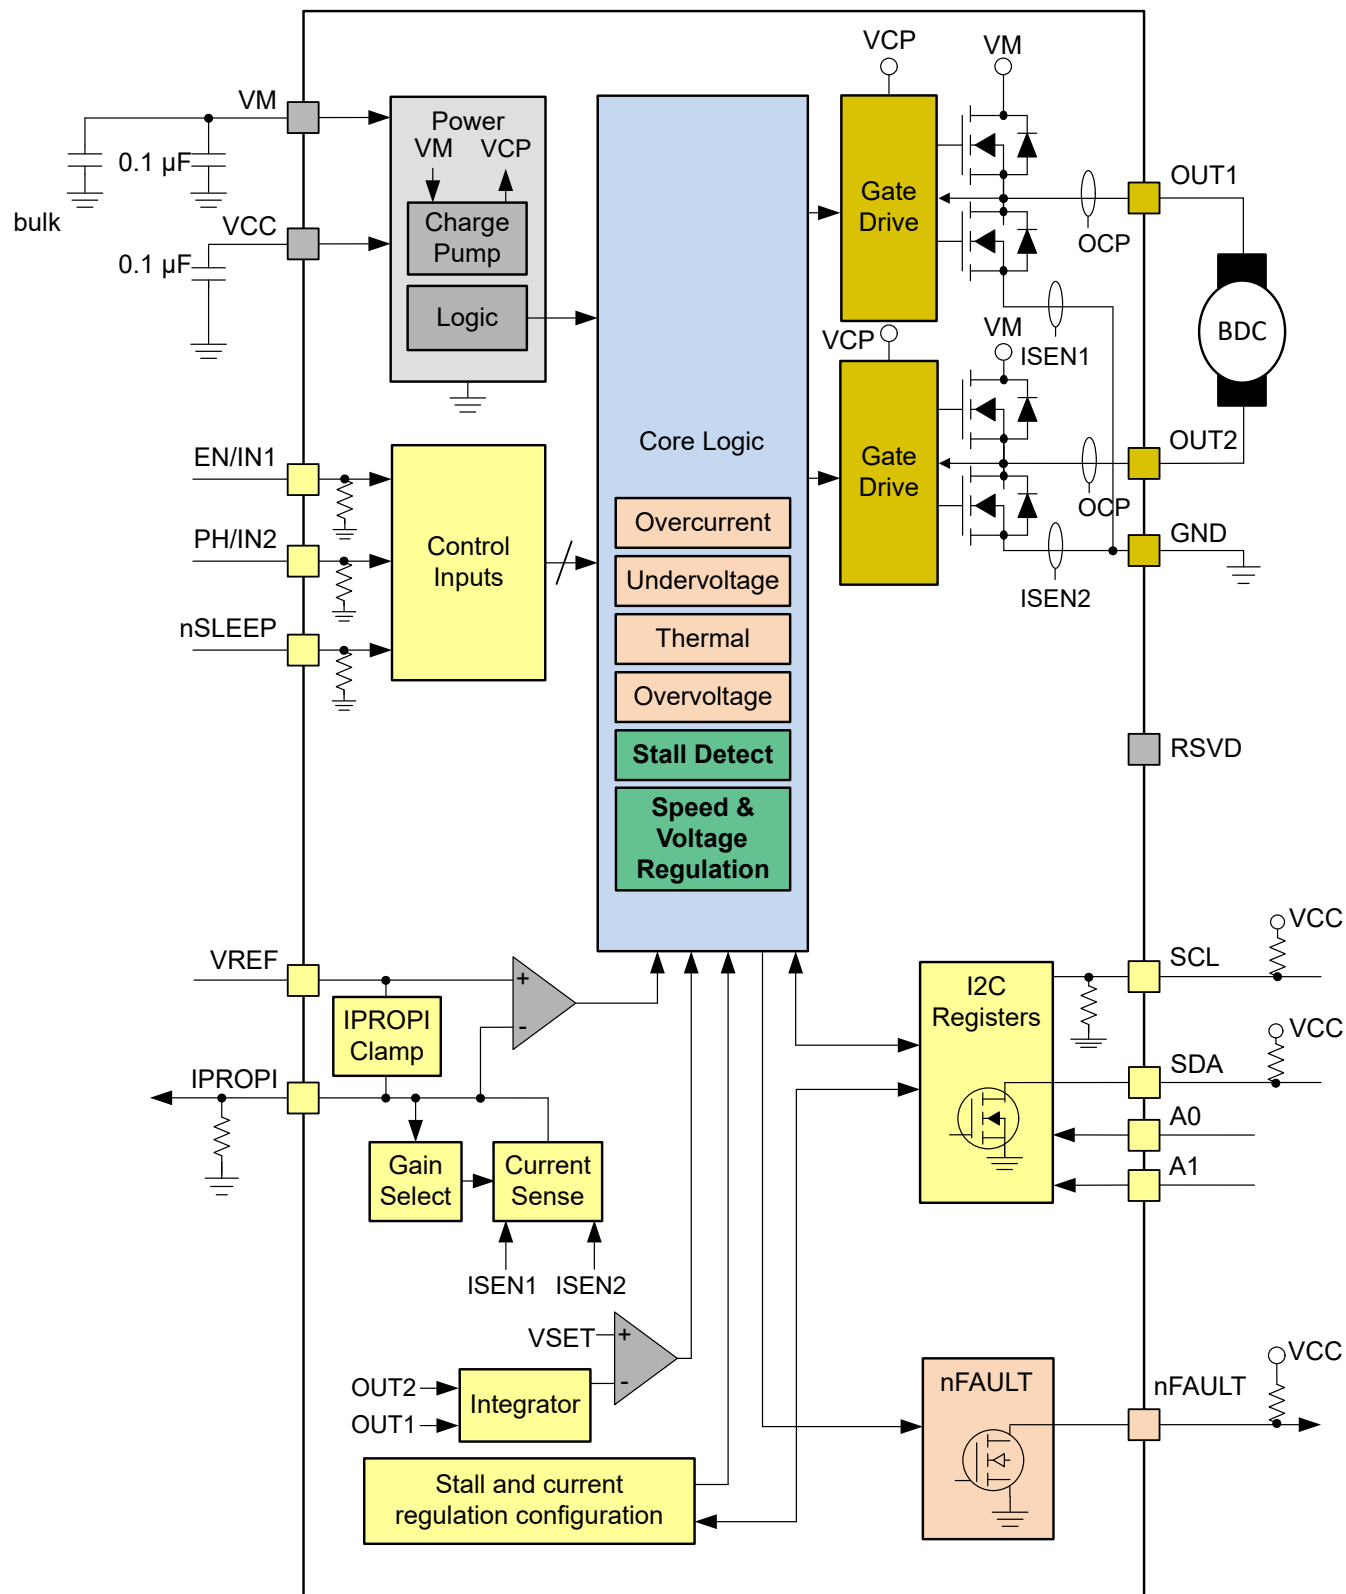 VM
0.1 µF
bulk
VCC
0.1 µF
Power
VM
VCP
Charge
Pump
Logic
EN/IN1
PH/IN2
nSLEEP
Control
Inputs
Core Logic
Overcurrent
Undervoltage
Thermal
Overvoltage
Stall Detect
Speed &
Voltage
Regulation
VCP
VM
Gate
Drive
OCP
OUT1
ISEN1
BDC
VCP
VM
Gate
Drive
OCP
OUT2
GND
ISEN2
RSVD
VREF
+
-
IPROPI
Clamp
IPROPI
Gain
Select
Current
Sense
ISEN1
ISEN2
VSET
+
-
OUT2
OUT1
Integrator
Stall and current
regulation configuration
I2C
Registers
SCL
VCC
SDA
VCC
A0
A1
nFAULT
nFAULT
VCC